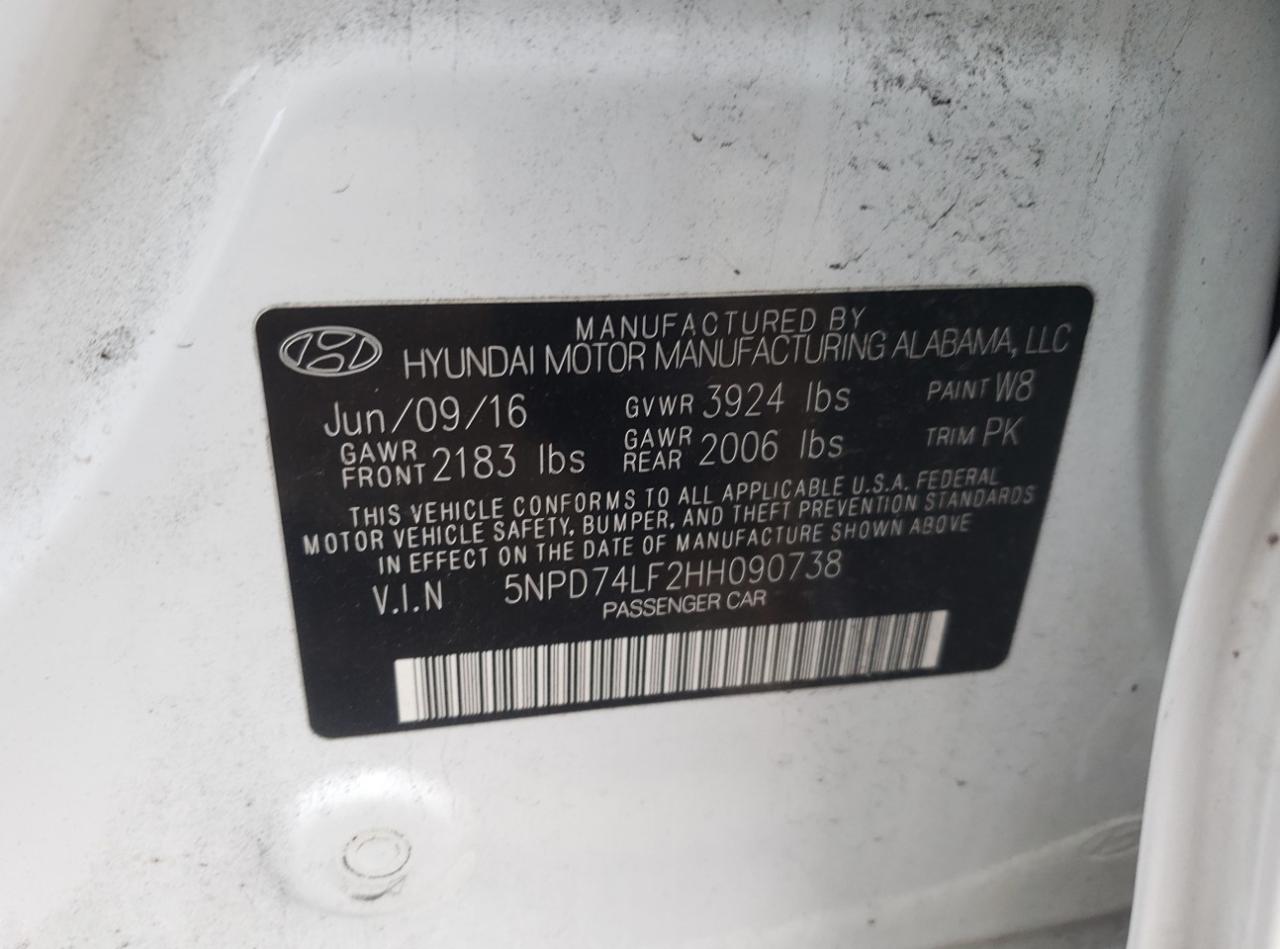 MANUFACTURED BY
HYUNDAI MOTOR MANUFACTURING ALABAMA, LLC
Jun/09/16 GVWR 3924 lbs PAINT W8
GAWR FRONT 2183 lbs GAWR REAR 2006 lbs TRIM PK
THIS VEHICLE CONFORMS TO ALL APPLICABLE U.S.A. FEDERAL
MOTOR VEHICLE SAFETY, BUMPER, AND THEFT PREVENTION STANDARDS
IN EFFECT ON THE DATE OF MANUFACTURE SHOWN ABOVE
V.I.N 5NPD74LF2HH090738
PASSENGER CAR